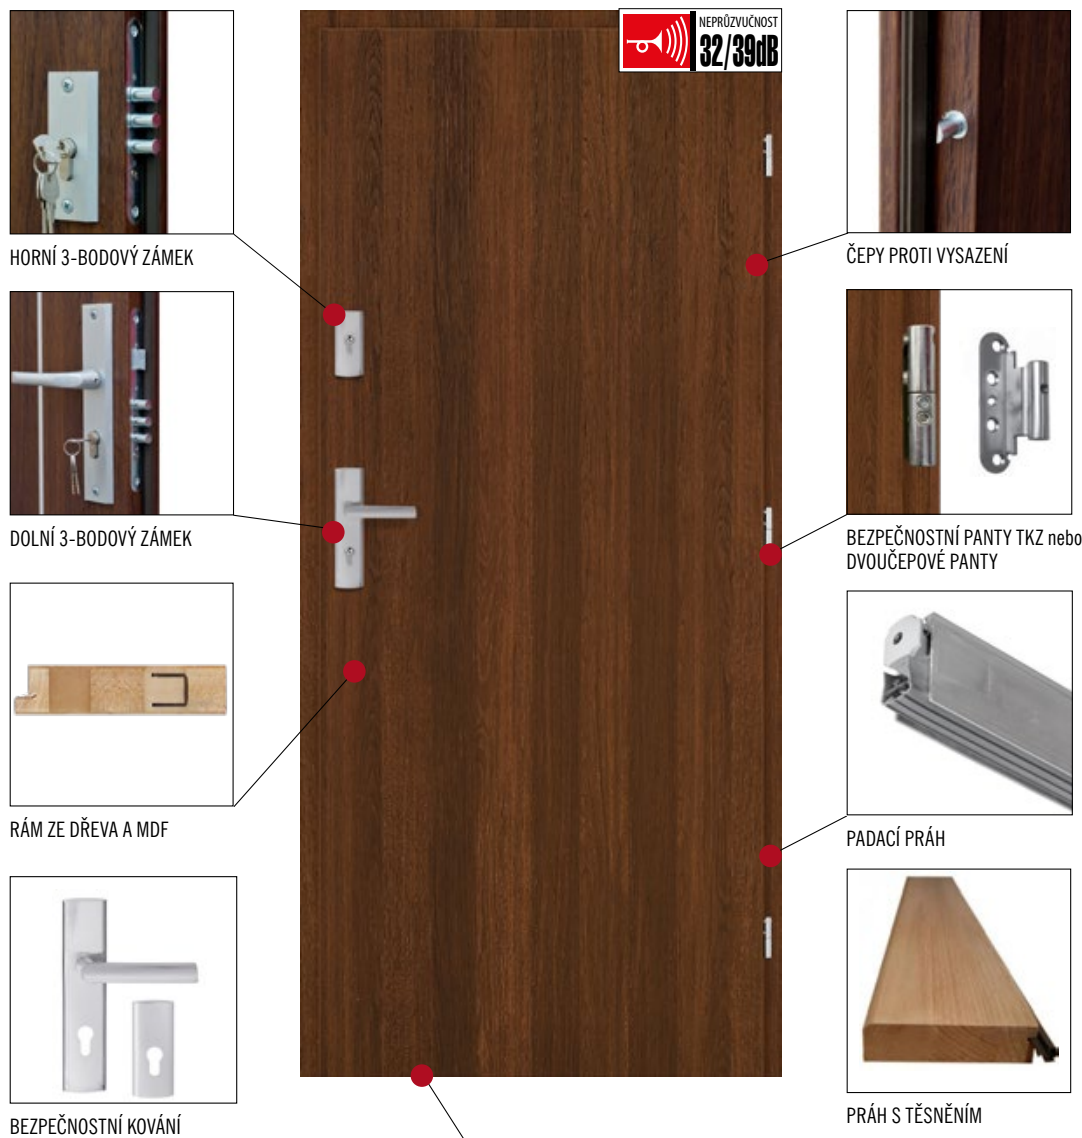 NEPRŮZVUČNOST
32/39dB
HORNÍ 3-BODOVÝ ZÁMEK
DOLNÍ 3-BODOVÝ ZÁMEK
RÁM ZE DŘEVA A MDF
BEZPEČNOSTNÍ KOVÁNÍ
ČEPY PROTI VYSAZENÍ
BEZPEČNOSTNÍ PANTY TKZ nebo
DVOUČEPOVÉ PANTY
PADACÍ PRÁH
PRÁH S TĚSNĚNÍM